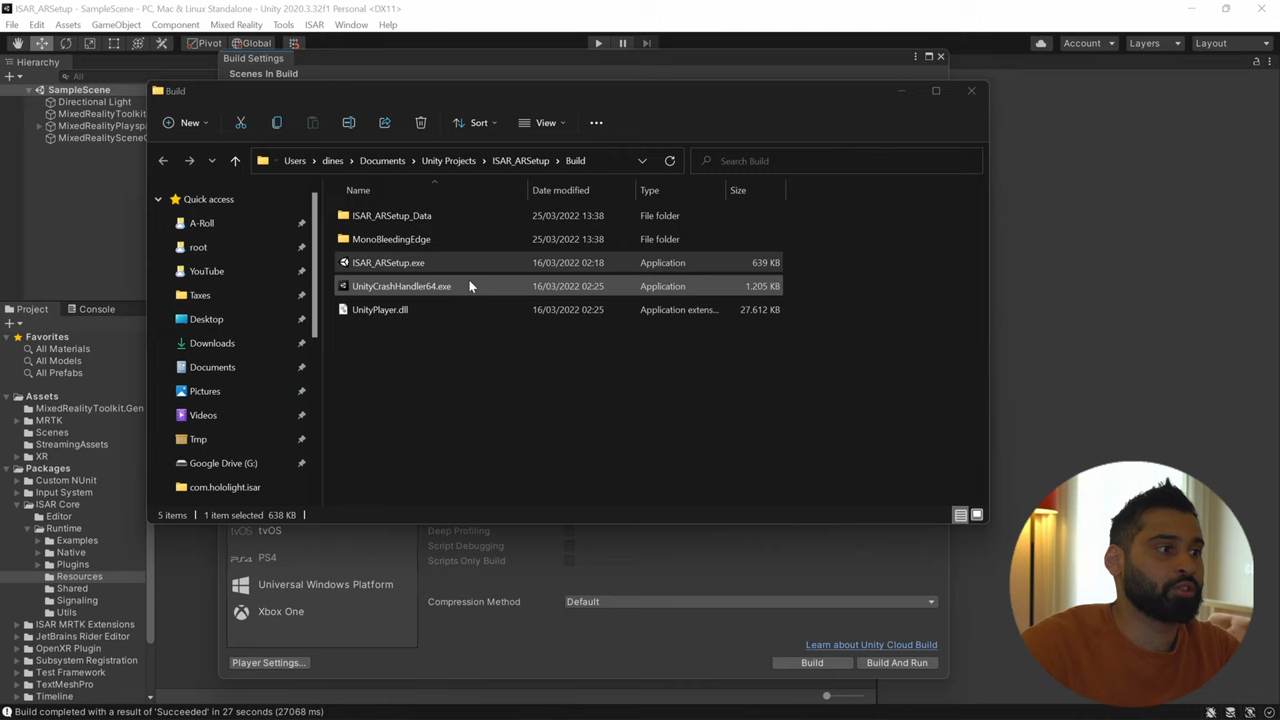 ISAR_ARSetup - SampleScene - PC, Mac & Linux Standalone - Unity 2020.3.32f1 Personal <DX11>
File Edit Assets GameObject Component Mixed Reality Tools ISAR Window Help
Pivot Global Account Layers Layout
Hierarchy
All
SampleScene
Directional Light
MixedRealityToolkit
MixedRealityPlaysp
MixedRealitySceneC
Build Settings
Scenes In Build
Build
New Sort View
Users > dines > Documents > Unity Projects > ISAR_ARSetup > Build
Search Build
Quick access
A-Roll
root
YouTube
Taxes
Desktop
Downloads
Documents
Pictures
Videos
Tmp
Google Drive (G:)
com.hololight.isar
Name Date modified Type Size
ISAR_ARSetup_Data 25/03/2022 13:38 File folder
MonoBleedingEdge 25/03/2022 13:38 File folder
ISAR_ARSetup.exe 16/03/2022 02:18 Application 639 KB
UnityCrashHandler64.exe 16/03/2022 02:25 Application 1.205 KB
UnityPlayer.dll 16/03/2022 02:25 Application extens... 27.612 KB
5 items 1 item selected 638 KB
Project Console
Favorites
All Materials
All Models
All Prefabs
Assets
MixedRealityToolkit.Gen
MRTK
Scenes
StreamingAssets
XR
Packages
Custom NUnit
Input System
ISAR Core
Editor
Runtime
Examples
Native
Plugins
Resources
Shared
Signaling
Utils
ISAR MRTK Extensions
JetBrains Rider Editor
OpenXR Plugin
Subsystem Registration
Test Framework
TextMeshPro
Timeline
tvOS
PS4
Universal Windows Platform
Xbox One
Deep Profiling
Script Debugging
Scripts Only Build
Compression Method Default
Learn about Unity Cloud Build
Player Settings... Build Build And Run
Build completed with a result of 'Succeeded' in 27 seconds (27068 ms)